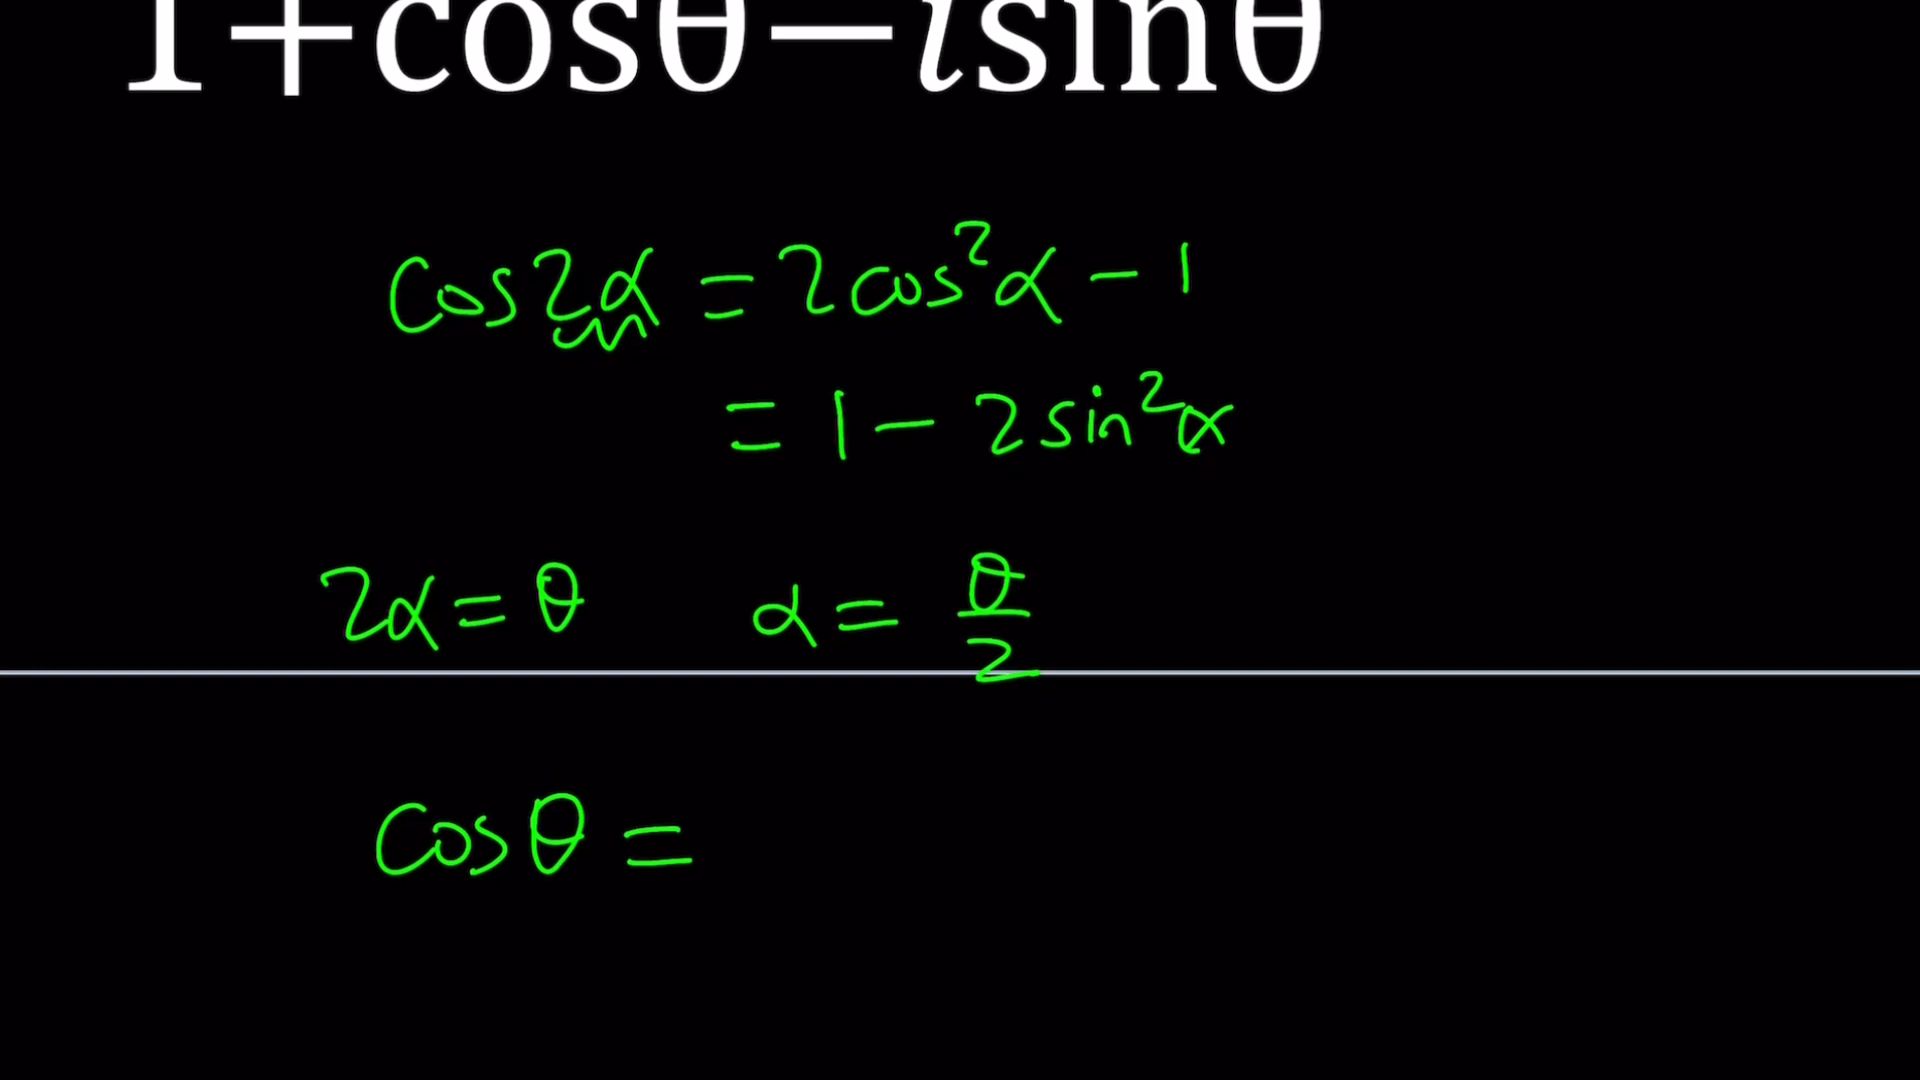 1+cosθ−isinθ
cos2α = 2cos²α − 1
= 1 − 2sin²α
2α = θ α = θ/2
cosθ =